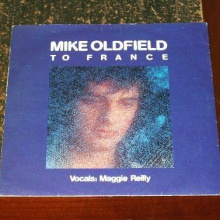 MIKE OLDFIELD
TO FRANCE
Vocals: Maggie Reilly